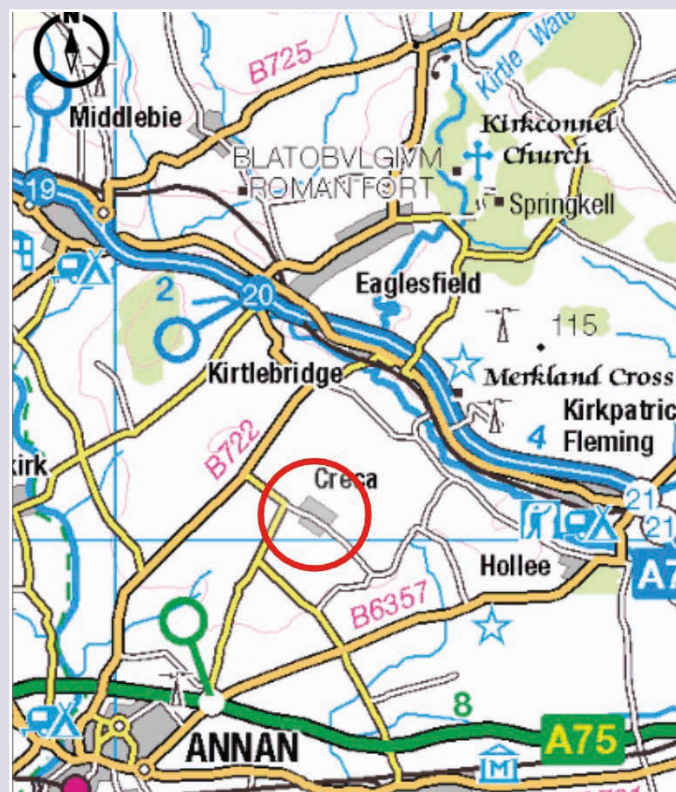 N
B725
Kirtle Wate
Middlebie
Kirkconnel
Church
BLATOBVLGIVM
ROMAN FORT
19
Springkell
Eaglesfield
2
20
115
Kirtlebridge
Merkland Cross
Kirkpatric
Fleming
B722
4
kirk
Creca
21
21
Hollee
A7
B6357
8
ANNAN
A75
M